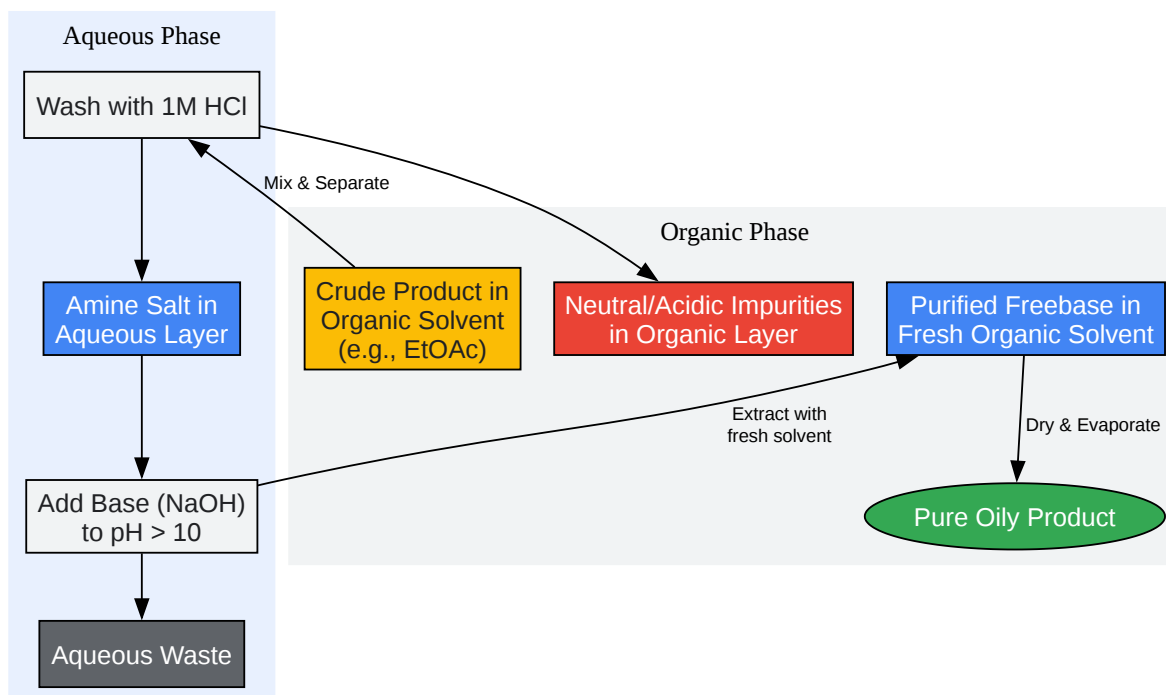 Aqueous Phase
Wash with 1M HCl
Mix & Separate
Organic Phase
Amine Salt in
Aqueous Layer
Crude Product in
Organic Solvent
(e.g., EtOAc)
Neutral/Acidic Impurities
in Organic Layer
Purified Freebase in
Fresh Organic Solvent
Extract with
fresh solvent
Dry & Evaporate
Add Base (NaOH)
to pH > 10
Pure Oily Product
Aqueous Waste